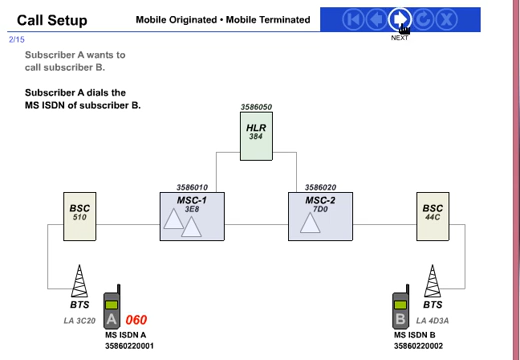 Call Setup
Mobile Originated • Mobile Terminated
NEXT
2/15
Subscriber A wants to
call subscriber B.
Subscriber A dials the
MS ISDN of subscriber B.
3586050
HLR
384
3586010
3586020
BSC
510
MSC-1
3E8
MSC-2
7D0
BSC
44C
BTS
BTS
LA 3C20
A
060
B
LA 4D3A
MS ISDN A
35860220001
MS ISDN B
35860220002